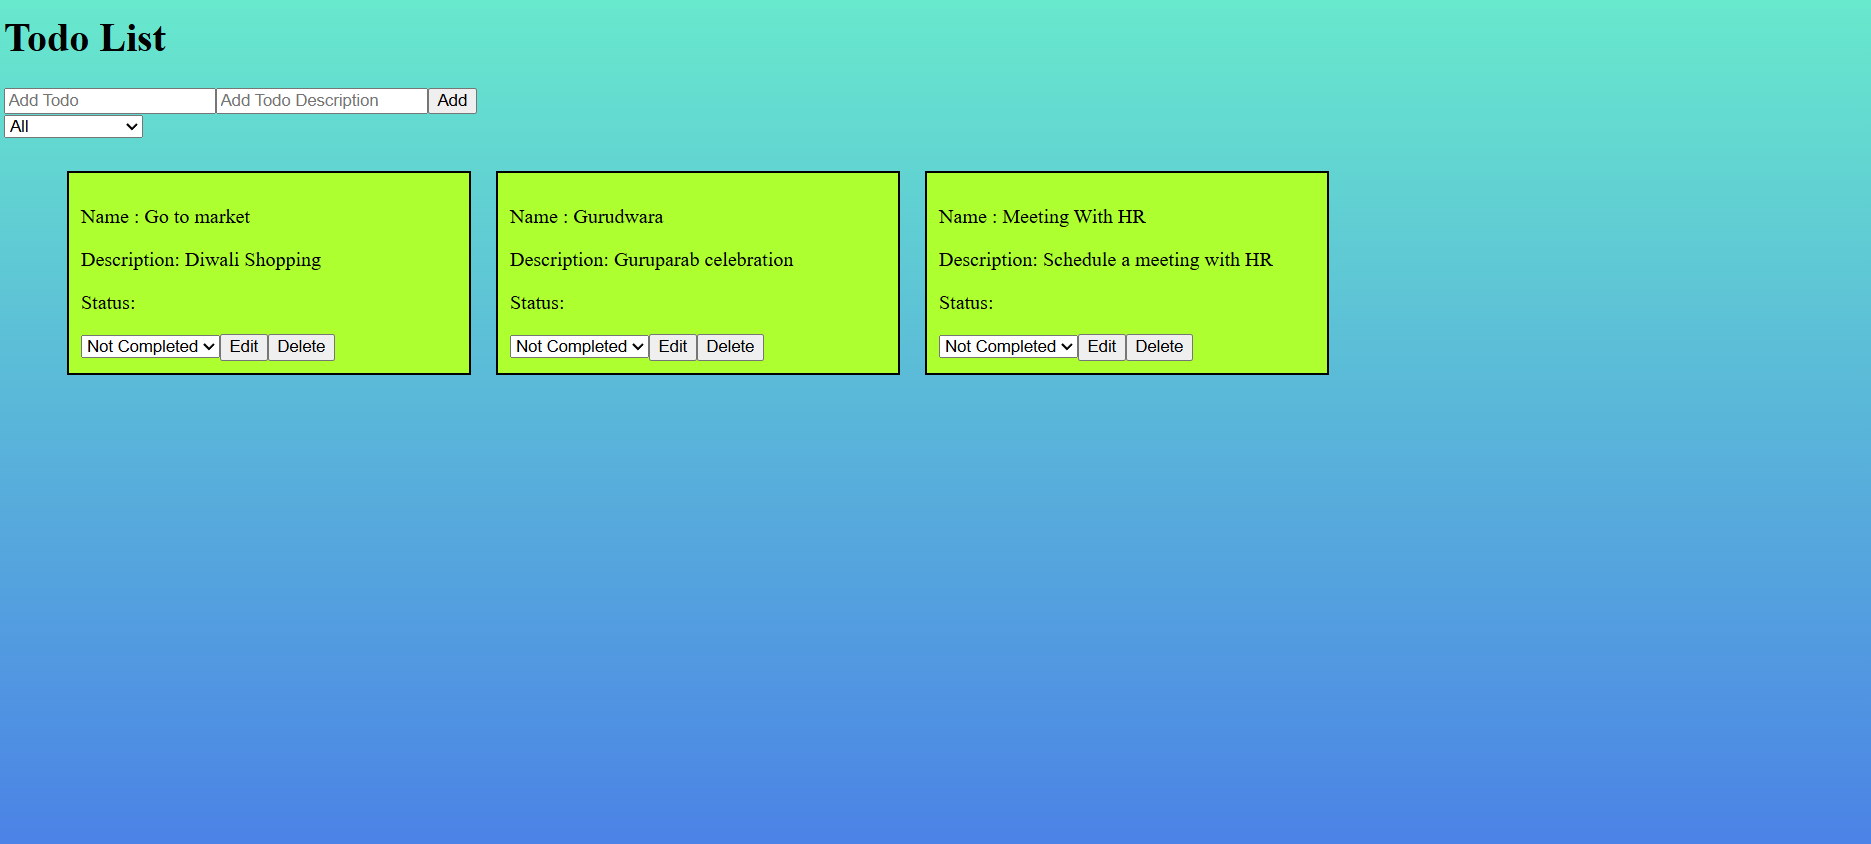 Todo List
Add Todo Add Todo Description Add
All
Name : Go to market
Description: Diwali Shopping
Status:
Not Completed Edit Delete
Name : Gurudwara
Description: Guruparab celebration
Status:
Not Completed Edit Delete
Name : Meeting With HR
Description: Schedule a meeting with HR
Status:
Not Completed Edit Delete